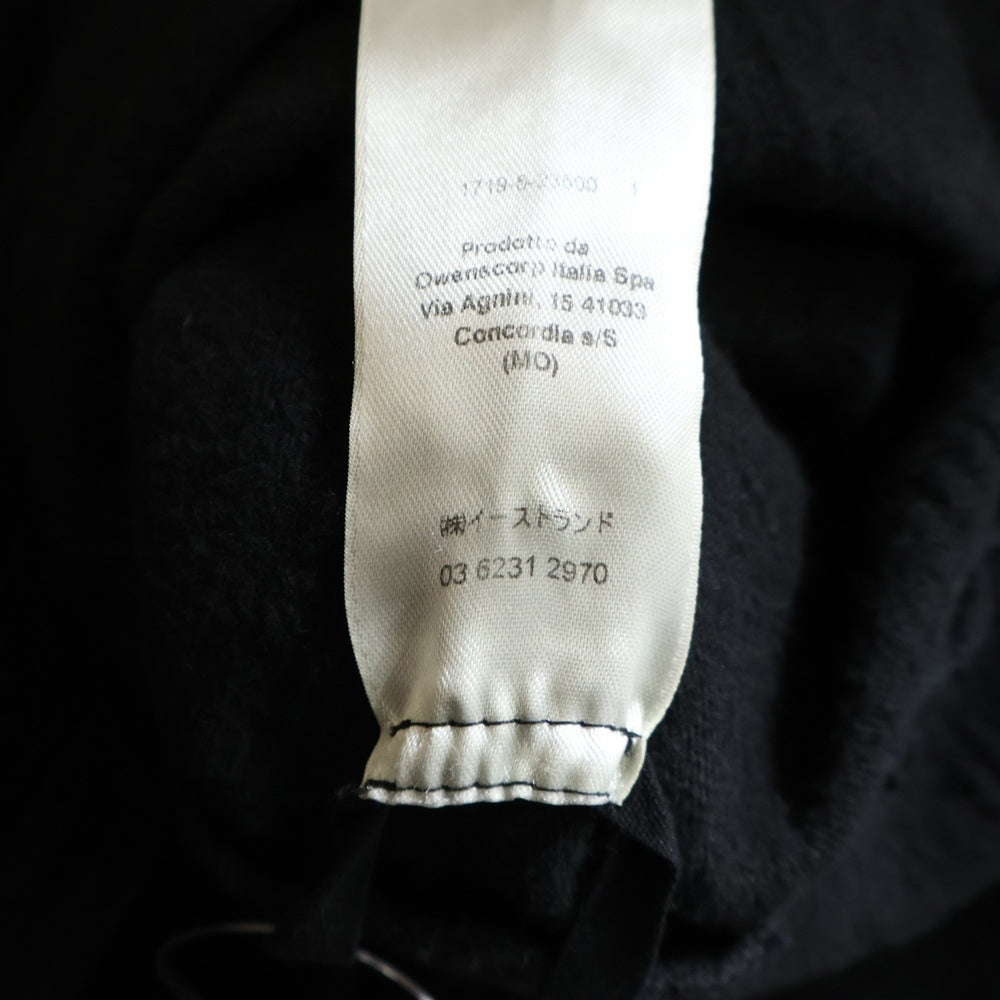 Prodotto da
Owenscorp Italia Spa
Via Agnini, 15 41033
Concordia s/S
(MO)
㈱イーストランド
03 6231 2970